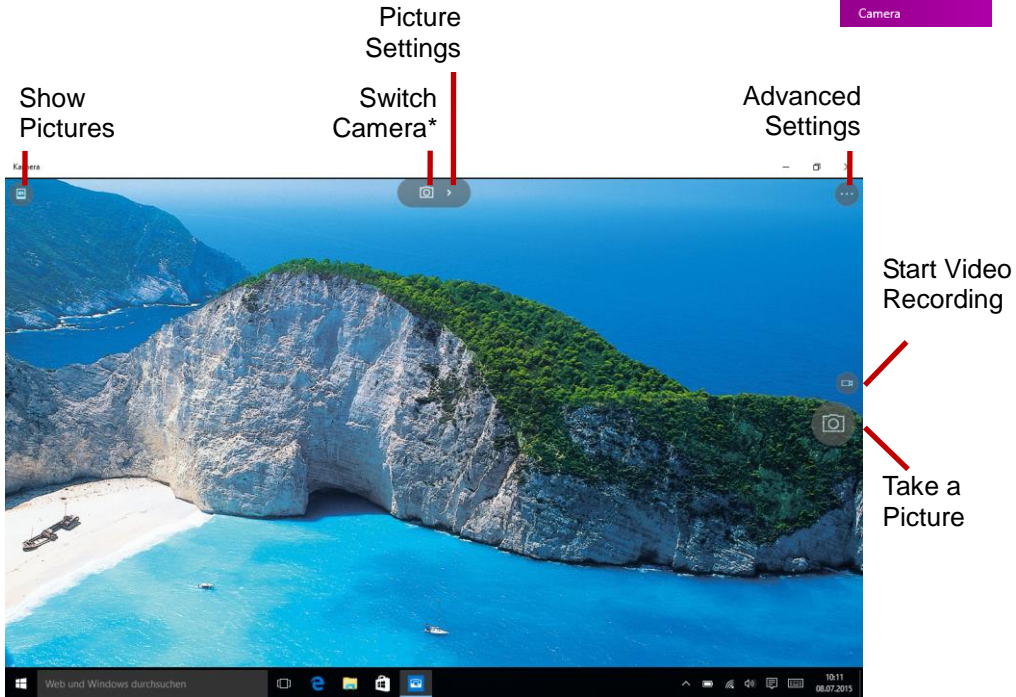 Camera
Picture
Settings
Show
Pictures
Switch
Camera*
Advanced
Settings
Kamera
Start Video
Recording
Take a
Picture
Web und Windows durchsuchen
10:11
08.07.2015